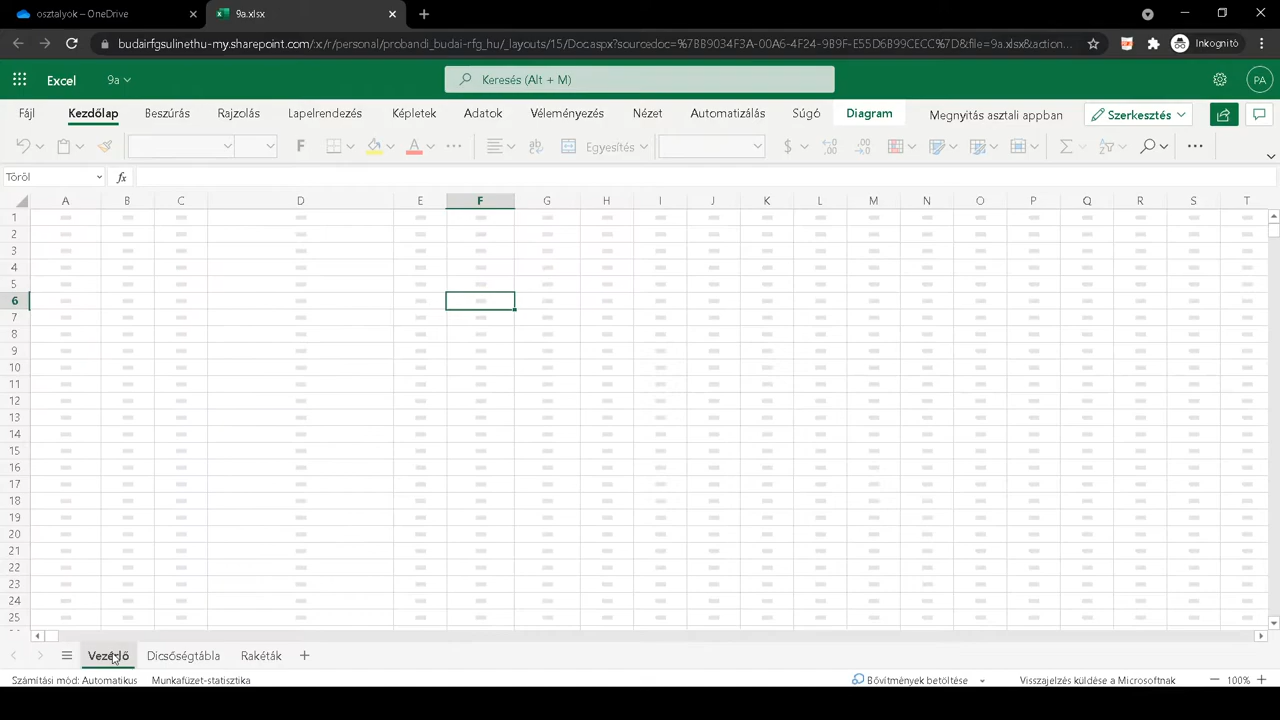 osztalyok – OneDrive
9a.xlsx
budairfgsulinethu-my.sharepoint.com/:x:/r/personal/probandi_budai-rfg_hu/_layouts/15/Doc.aspx?sourcedoc=%7BB9034F3A-00A6-4F24-9B9F-E55D6B99CECC%7D&file=9a.xlsx&action...
Inkognitó
Excel
9a
Keresés (Alt + M)
PA
Fájl
Kezdőlap
Beszúrás
Rajzolás
Lapelrendezés
Képletek
Adatok
Véleményezés
Nézet
Automatizálás
Súgó
Diagram
Megnyitás asztali appban
Szerkesztés
Egyesítés
Töröl
fx
A B C D E F G H I J K L M N O P Q R S T
1
2
3
4
5
6
7
8
9
10
11
12
13
14
15
16
17
18
19
20
21
22
23
24
25
Vezérlő
Dicsőségtábla
Rakéták
Számítási mód: Automatikus
Munkafüzet-statisztika
Bővítmények betöltése
Visszajelzés küldése a Microsoftnak
100%